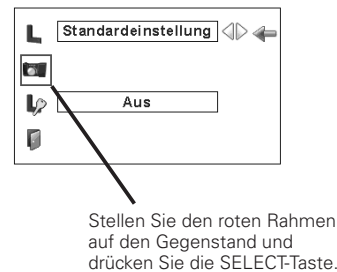 Standardeinstellung
Aus
Stellen Sie den roten Rahmen
auf den Gegenstand und
drücken Sie die SELECT-Taste.